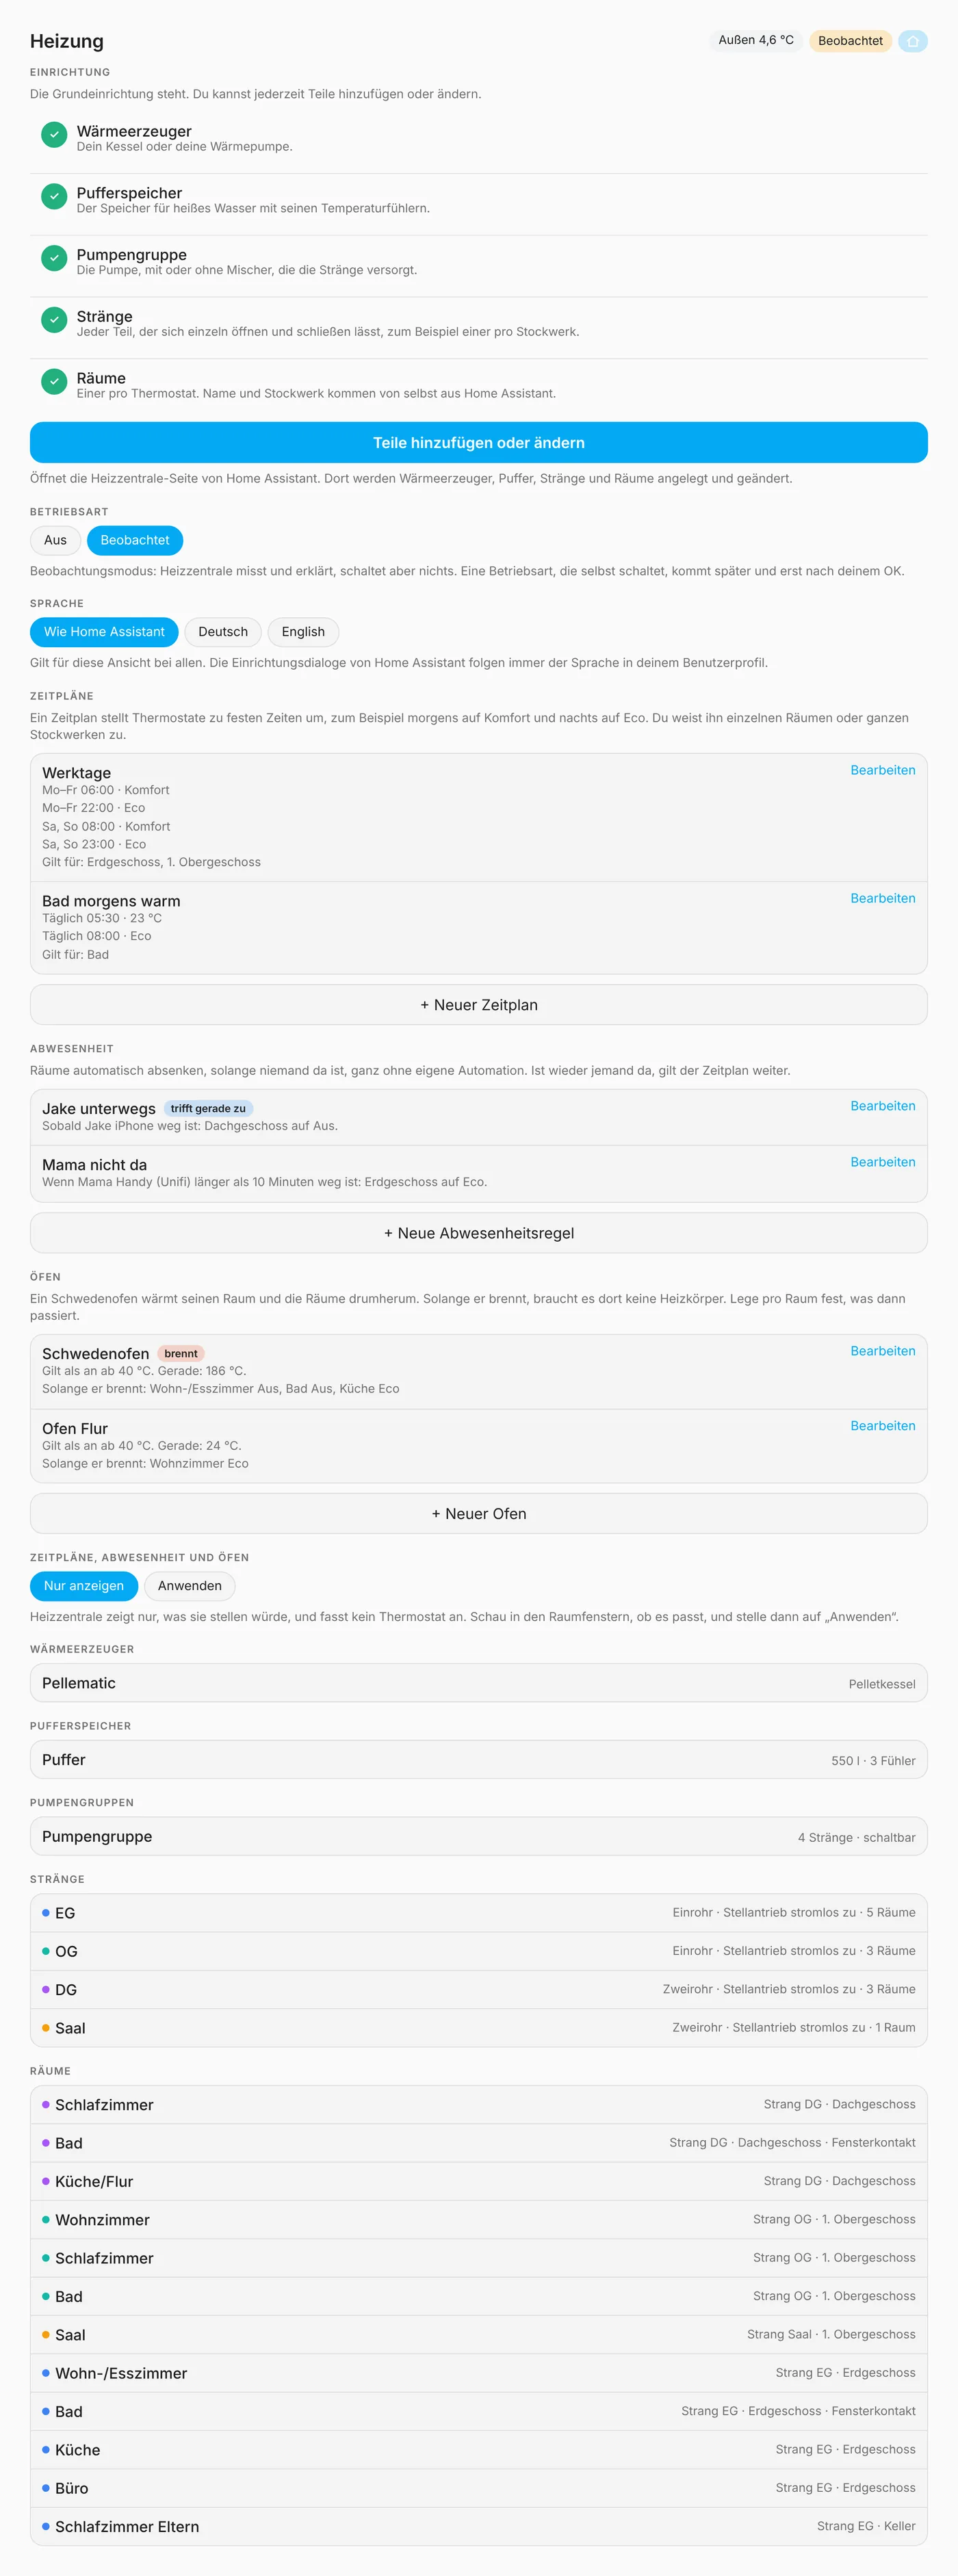 Heizung
Außen 4,6 °C
Beobachtet
EINRICHTUNG
Die Grundeinrichtung steht. Du kannst jederzeit Teile hinzufügen oder ändern.
Wärmeerzeuger
Dein Kessel oder deine Wärmepumpe.
Pufferspeicher
Der Speicher für heißes Wasser mit seinen Temperaturfühlern.
Pumpengruppe
Die Pumpe, mit oder ohne Mischer, die die Stränge versorgt.
Stränge
Jeder Teil, der sich einzeln öffnen und schließen lässt, zum Beispiel einer pro Stockwerk.
Räume
Einer pro Thermostat. Name und Stockwerk kommen von selbst aus Home Assistant.
Teile hinzufügen oder ändern
Öffnet die Heizzentrale-Seite von Home Assistant. Dort werden Wärmeerzeuger, Puffer, Stränge und Räume angelegt und geändert.
BETRIEBSART
Aus
Beobachtet
Beobachtungsmodus: Heizzentrale misst und erklärt, schaltet aber nichts. Eine Betriebsart, die selbst schaltet, kommt später und erst nach deinem OK.
SPRACHE
Wie Home Assistant
Deutsch
English
Gilt für diese Ansicht bei allen. Die Einrichtungsdialoge von Home Assistant folgen immer der Sprache in deinem Benutzerprofil.
ZEITPLÄNE
Ein Zeitplan stellt Thermostate zu festen Zeiten um, zum Beispiel morgens auf Komfort und nachts auf Eco. Du weist ihn einzelnen Räumen oder ganzen
Stockwerken zu.
Werktage
Bearbeiten
Mo–Fr 06:00 · Komfort
Mo–Fr 22:00 · Eco
Sa, So 08:00 · Komfort
Sa, So 23:00 · Eco
Gilt für: Erdgeschoss, 1. Obergeschoss
Bad morgens warm
Bearbeiten
Täglich 05:30 · 23 °C
Täglich 08:00 · Eco
Gilt für: Bad
+ Neuer Zeitplan
ABWESENHEIT
Räume automatisch absenken, solange niemand da ist, ganz ohne eigene Automation. Ist wieder jemand da, gilt der Zeitplan weiter.
Jake unterwegs
trifft gerade zu
Bearbeiten
Sobald Jake iPhone weg ist: Dachgeschoss auf Aus.
Mama nicht da
Bearbeiten
Wenn Mama Handy (Unifi) länger als 10 Minuten weg ist: Erdgeschoss auf Eco.
+ Neue Abwesenheitsregel
ÖFEN
Ein Schwedenofen wärmt seinen Raum und die Räume drumherum. Solange er brennt, braucht es dort keine Heizkörper. Lege pro Raum fest, was dann
passiert.
Schwedenofen
brennt
Bearbeiten
Gilt als an ab 40 °C. Gerade: 186 °C.
Solange er brennt: Wohn-/Esszimmer Aus, Bad Aus, Küche Eco
Ofen Flur
Bearbeiten
Gilt als an ab 40 °C. Gerade: 24 °C.
Solange er brennt: Wohnzimmer Eco
+ Neuer Ofen
ZEITPLÄNE, ABWESENHEIT UND ÖFEN
Nur anzeigen
Anwenden
Heizzentrale zeigt nur, was sie stellen würde, und fasst kein Thermostat an. Schau in den Raumfenstern, ob es passt, und stelle dann auf „Anwenden“.
WÄRMEERZEUGER
Pellematic
Pelletkessel
PUFFERSPEICHER
Puffer
550 l · 3 Fühler
PUMPENGRUPPEN
Pumpengruppe
4 Stränge · schaltbar
STRÄNGE
EG
Einrohr · Stellantrieb stromlos zu · 5 Räume
OG
Einrohr · Stellantrieb stromlos zu · 3 Räume
DG
Zweirohr · Stellantrieb stromlos zu · 3 Räume
Saal
Zweirohr · Stellantrieb stromlos zu · 1 Raum
RÄUME
Schlafzimmer
Strang DG · Dachgeschoss
Bad
Strang DG · Dachgeschoss · Fensterkontakt
Küche/Flur
Strang DG · Dachgeschoss
Wohnzimmer
Strang OG · 1. Obergeschoss
Schlafzimmer
Strang OG · 1. Obergeschoss
Bad
Strang OG · 1. Obergeschoss
Saal
Strang Saal · 1. Obergeschoss
Wohn-/Esszimmer
Strang EG · Erdgeschoss
Bad
Strang EG · Erdgeschoss · Fensterkontakt
Küche
Strang EG · Erdgeschoss
Büro
Strang EG · Erdgeschoss
Schlafzimmer Eltern
Strang EG · Keller